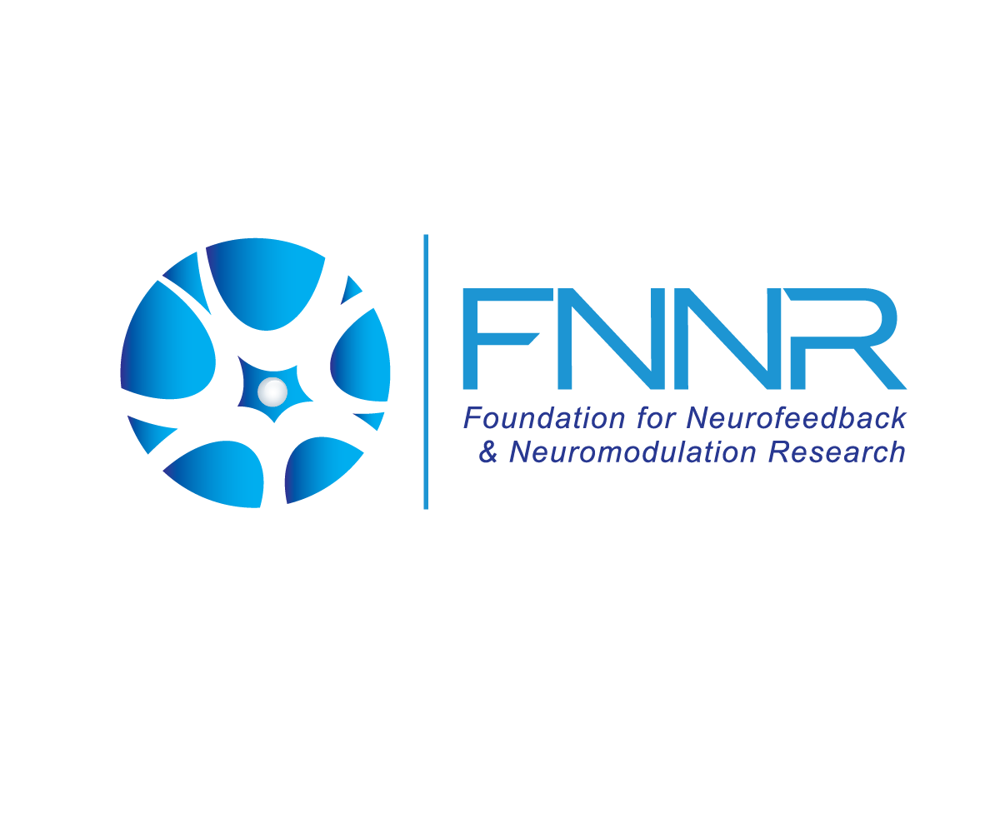 FNNR
Foundation for Neurofeedback
& Neuromodulation Research